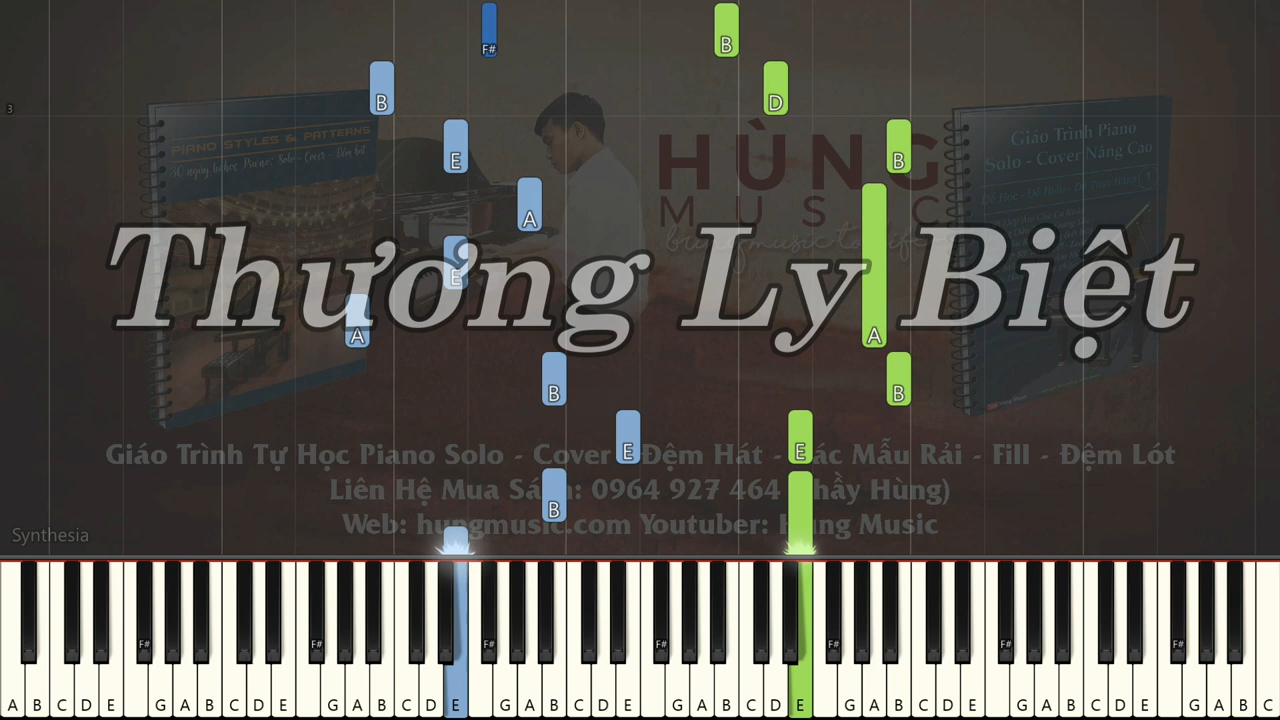 F#
B
B
D
3
PIANO STYLES & PATTERNS
E
B
HÙNG
Giáo Trình Piano
Solo - Cover Nâng Cao
A
MUSIC
Thương Ly Biệt
E
A
A
B
B
E
E
Giáo Trình Tự Học Piano Solo - Cover - Đệm Hát - Các Mẫu Rải - Fill - Đệm Lót
Liên Hệ Mua Sách: 0964 927 464 (Thầy Hùng)
B
Web: hungmusic.com Youtuber: Hùng Music
Synthesia
F# F# F# F# F# F# F#
A B C D E G A B C D E G A B C D E G A B C D E G A B C D E G A B C D E G A B C D E G A B C